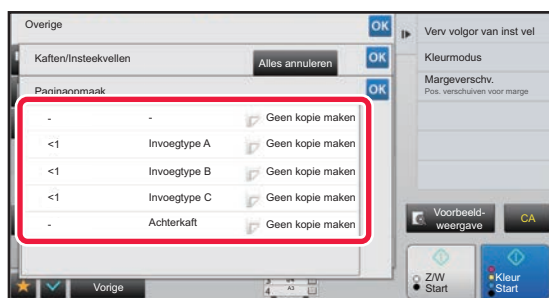 Overige
OK
Verv volgor van inst vel
Kaften/Insteekvellen
Alles annuleren
OK
Kleurmodus
Paginaopmaak
OK
Margeverschv.
Pos. verschuiven voor marge
- - Geen kopie maken
<1 Invoegtype A Geen kopie maken
<1 Invoegtype B Geen kopie maken
<1 Invoegtype C Geen kopie maken
- Achterkaft Geen kopie maken
Voorbeeld-
weergave
CA
Vorige
4 A3
Z/W
Start
Kleur
Start